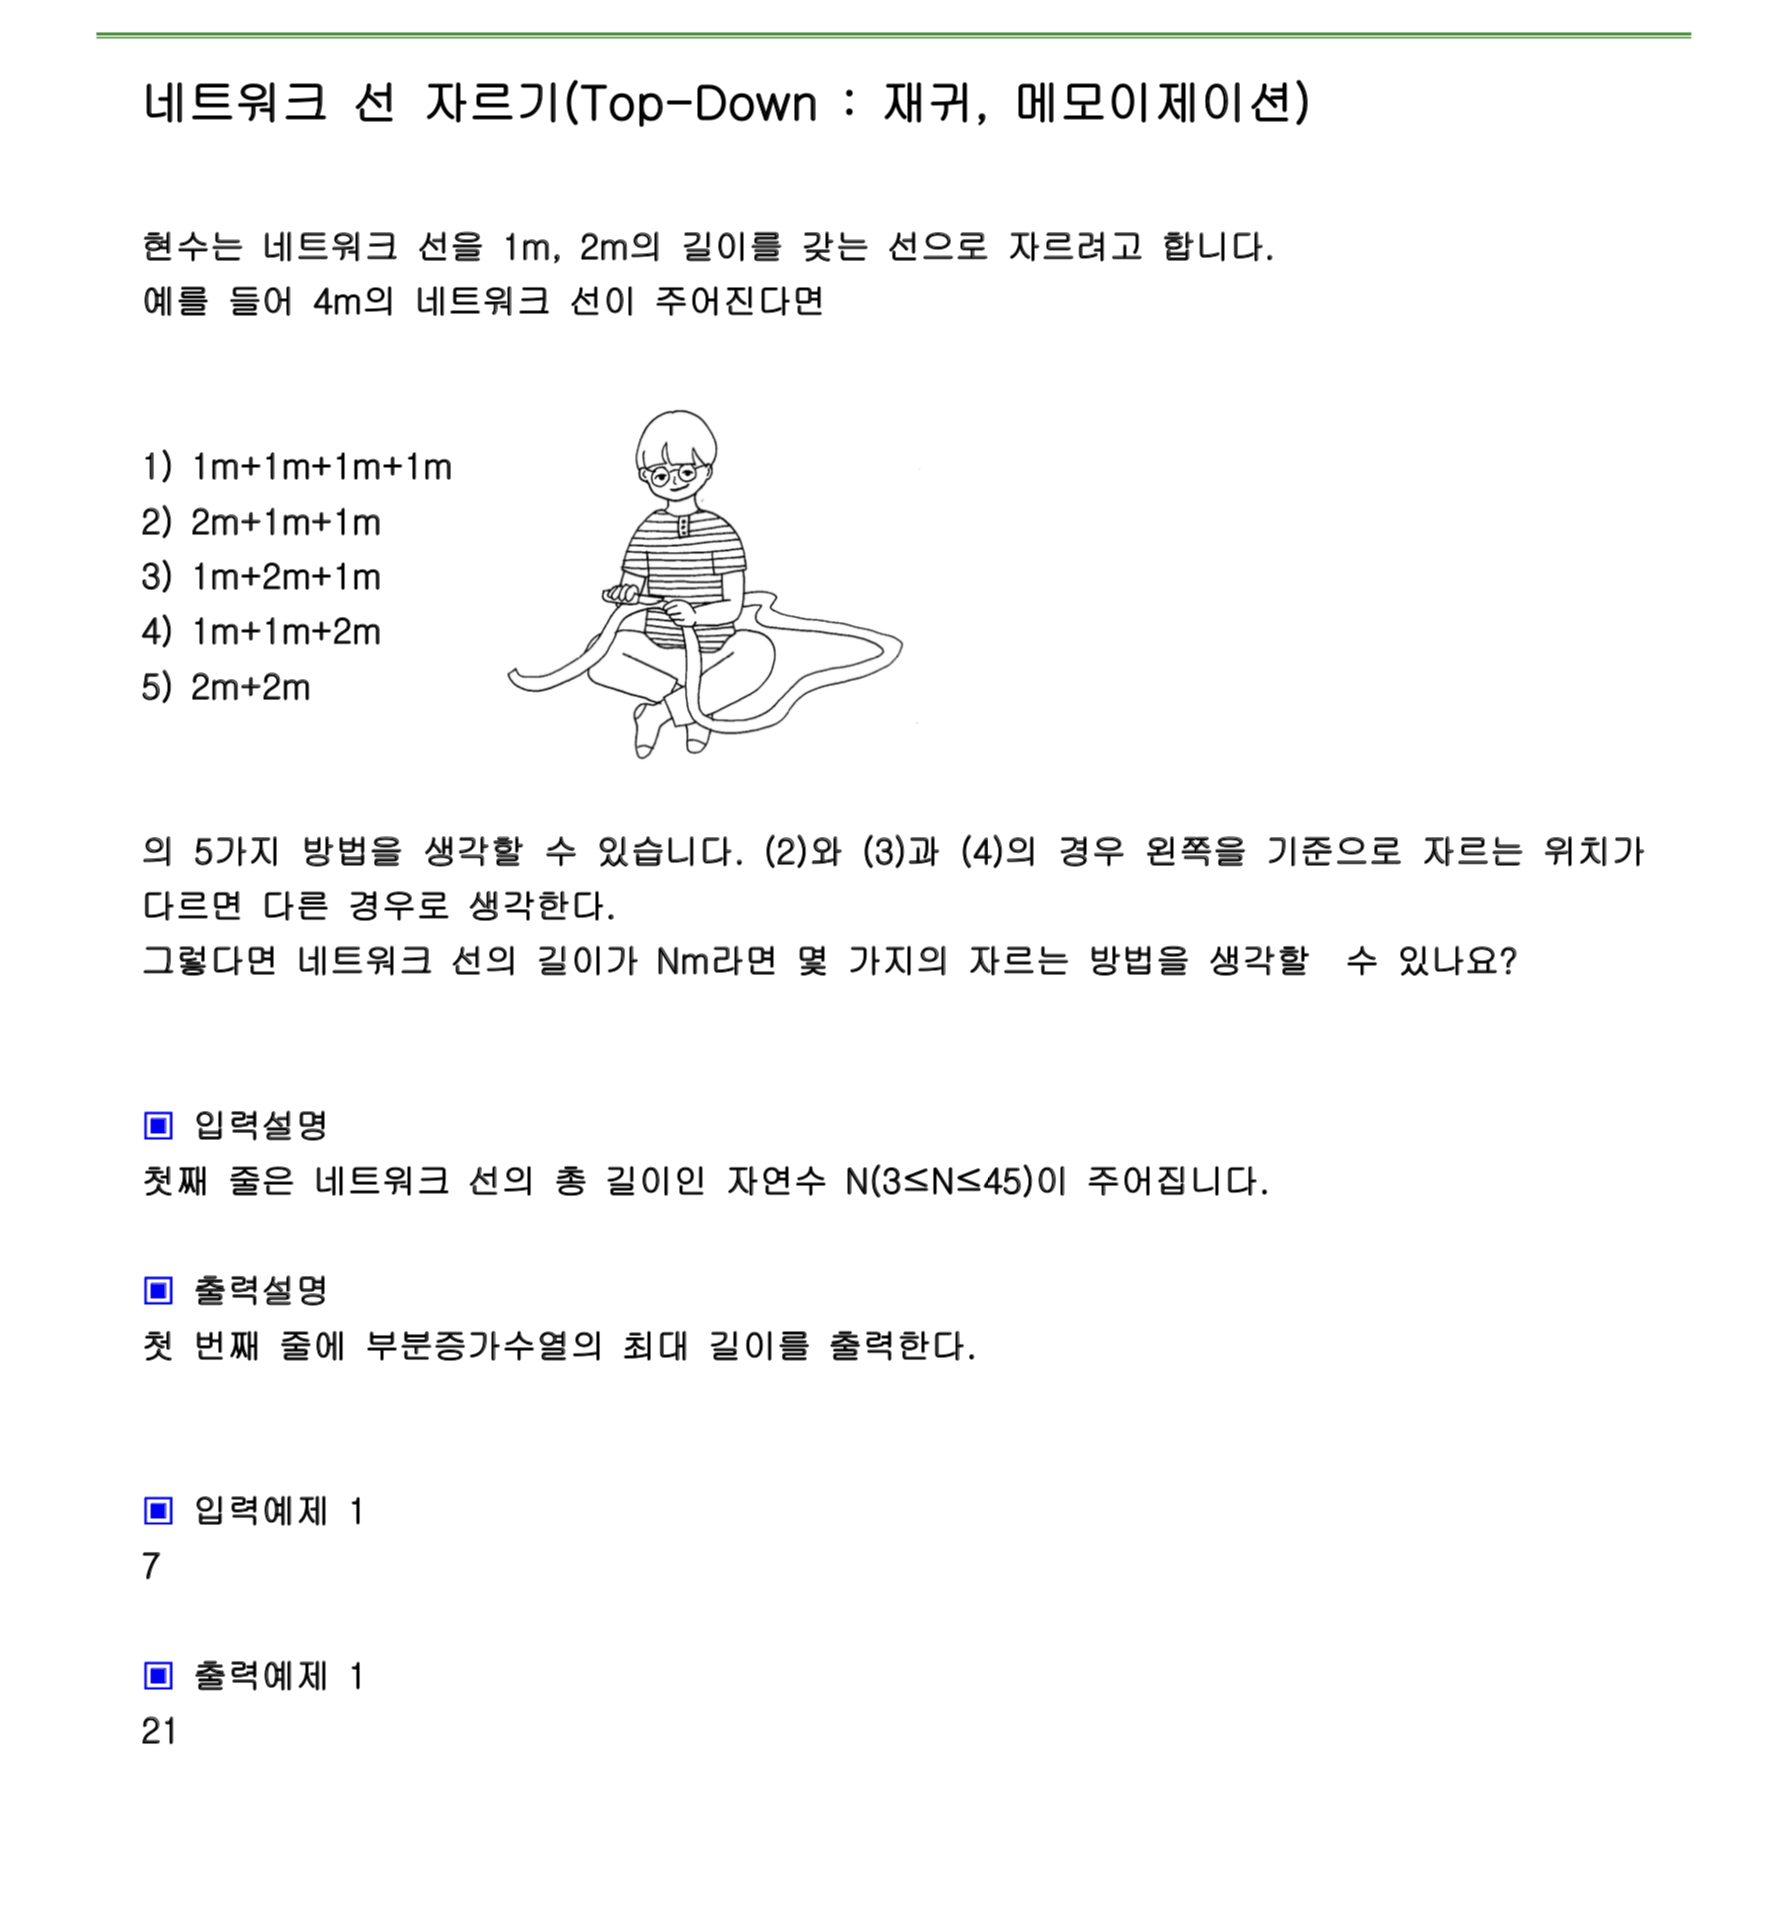 네트워크 선 자르기(Top-Down : 재귀, 메모이제이션)
현수는 네트워크 선을 1m, 2m의 길이를 갖는 선으로 자르려고 합니다.
예를 들어 4m의 네트워크 선이 주어진다면
1) 1m+1m+1m+1m
2) 2m+1m+1m
3) 1m+2m+1m
4) 1m+1m+2m
5) 2m+2m
의 5가지 방법을 생각할 수 있습니다. (2)와 (3)과 (4)의 경우 왼쪽을 기준으로 자르는 위치가
다르면 다른 경우로 생각한다.
그렇다면 네트워크 선의 길이가 Nm라면 몇 가지의 자르는 방법을 생각할 수 있나요?
▣ 입력설명
첫째 줄은 네트워크 선의 총 길이인 자연수 N(3≤N≤45)이 주어집니다.
▣ 출력설명
첫 번째 줄에 부분증가수열의 최대 길이를 출력한다.
▣ 입력예제 1
7
▣ 출력예제 1
21